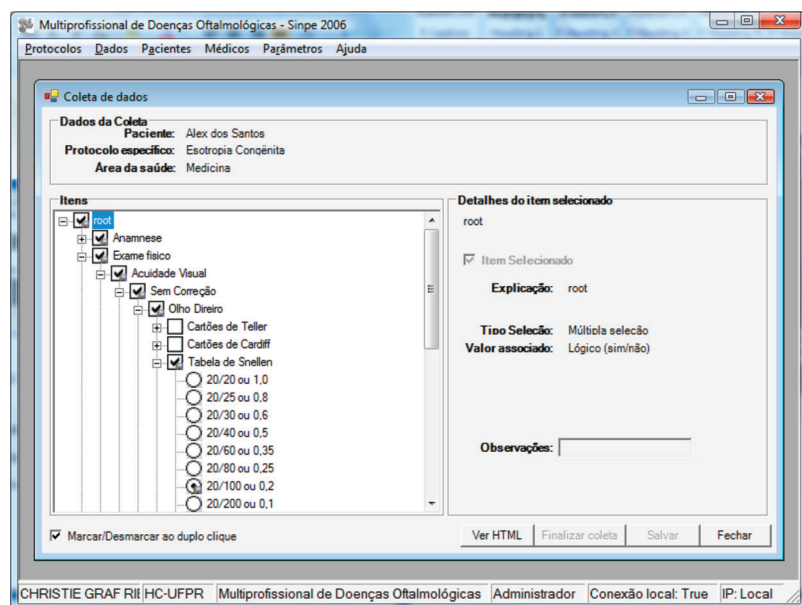 Multiprofissional de Doenças Oftalmológicas - Sinpe 2006
Protocolos Dados Pacientes Médicos Parâmetros Ajuda
Coleta de dados
Dados da Coleta
Paciente: Alex dos Santos
Protocolo específico: Esotropia Congênita
Área da saúde: Medicina
Itens
root
Anamnese
Exame fisico
Acuidade Visual
Sem Correção
Olho Direiro
Cartões de Teller
Cartões de Cardiff
Tabela de Snellen
20/20 ou 1,0
20/25 ou 0,8
20/30 ou 0,6
20/40 ou 0,5
20/60 ou 0,35
20/80 ou 0,25
20/100 ou 0,2
20/200 ou 0,1
Detalhes do item selecionado
root
Item Selecionado
Explicação: root
Tipo Seleção: Múltipla seleção
Valor associado: Lógico (sim/não)
Observações:
Marcar/Desmarcar ao duplo clique
Ver HTML Finalizar coleta Salvar Fechar
CHRISTIE GRAF RIE HC-UFPR Multiprofissional de Doenças Oftalmológicas Administrador Conexão local: True IP: Local